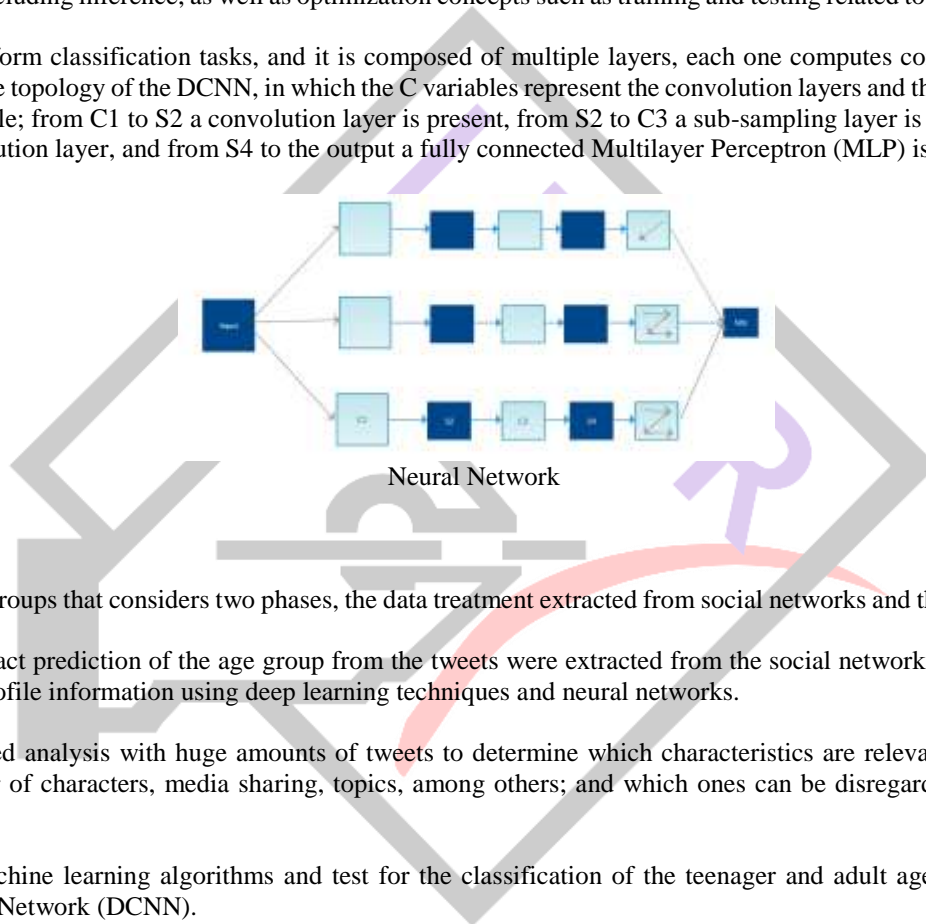 cluding inference, as well as optimization concepts such as training and testing related to
form classification tasks, and it is composed of multiple layers, each one computes co
e topology of the DCNN, in which the C variables represent the convolution layers and th
le; from C1 to S2 a convolution layer is present, from S2 to C3 a sub-sampling layer is
ution layer, and from S4 to the output a fully connected Multilayer Perceptron (MLP) is
Neural Network
roups that considers two phases, the data treatment extracted from social networks and th
act prediction of the age group from the tweets were extracted from the social network
ofile information using deep learning techniques and neural networks.
ed analysis with huge amounts of tweets to determine which characteristics are releva
r of characters, media sharing, topics, among others; and which ones can be disregard
chine learning algorithms and test for the classification of the teenager and adult age
Network (DCNN).